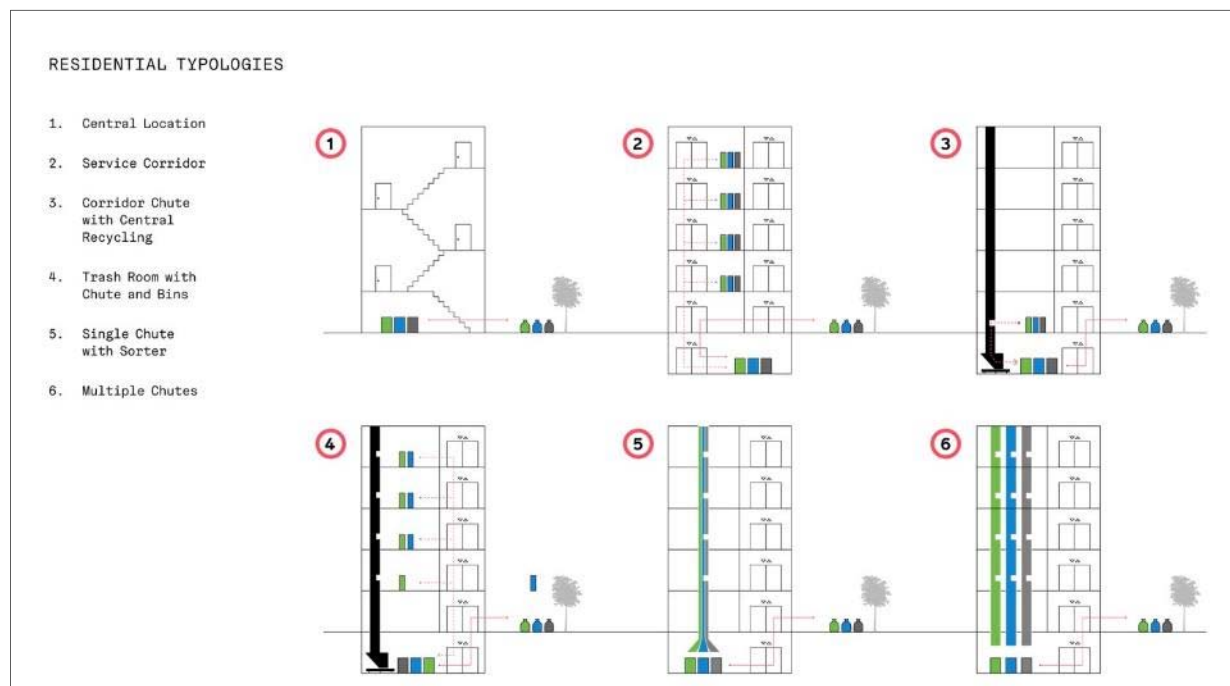 RESIDENTIAL TYPOLOGIES
1. Central Location
2. Service Corridor
3. Corridor Chute
with Central
Recycling
4. Trash Room with
Chute and Bins
5. Single Chute
with Sorter
6. Multiple Chutes
1
2
3
4
5
6